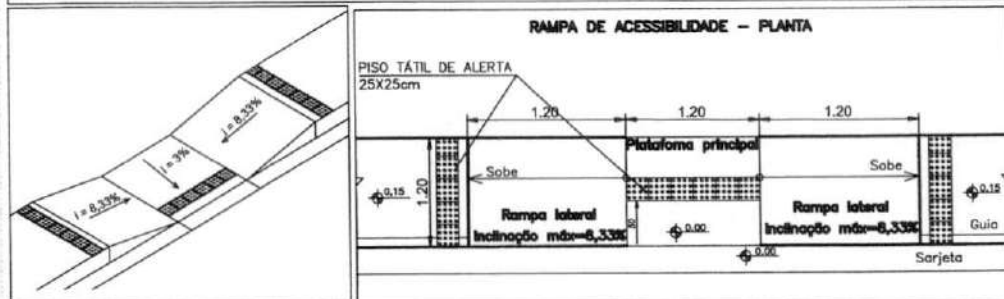 i = 8,33%
i = 3%
i = 8,33%
RAMPA DE ACESSIBILIDADE – PLANTA
PISO TÁTIL DE ALERTA
25X25cm
1.20
1.20
1.20
Plataforma principal
Sobe
Sobe
0,15
1.20
0,15
Rampa lateral
Inclinação máx=8,33%
Rampa lateral
Inclinação máx=8,33%
0.00
Guia
0.00
Sarjeta